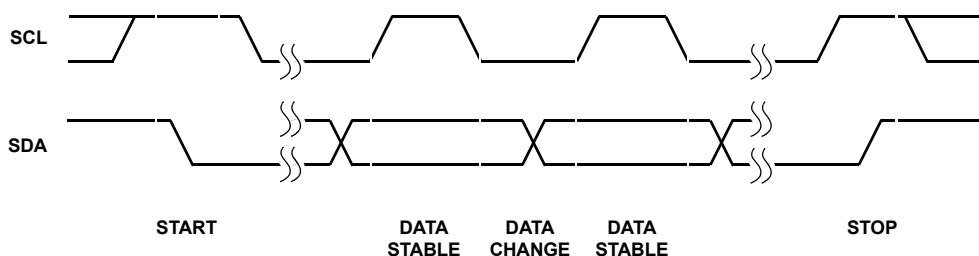 SCL
SDA
START
DATA STABLE
DATA CHANGE
DATA STABLE
STOP